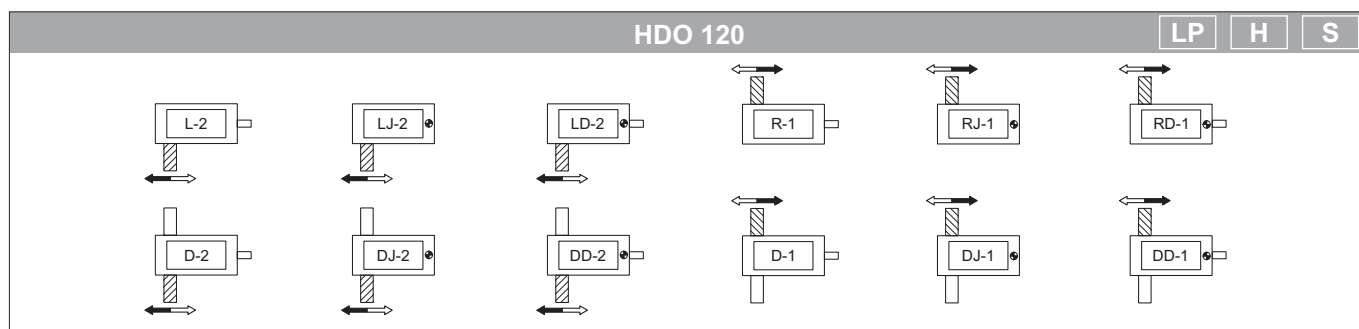 HDO 120
LP H S
L-2 LJ-2 LD-2 R-1 RJ-1 RD-1
D-2 DJ-2 DD-2 D-1 DJ-1 DD-1